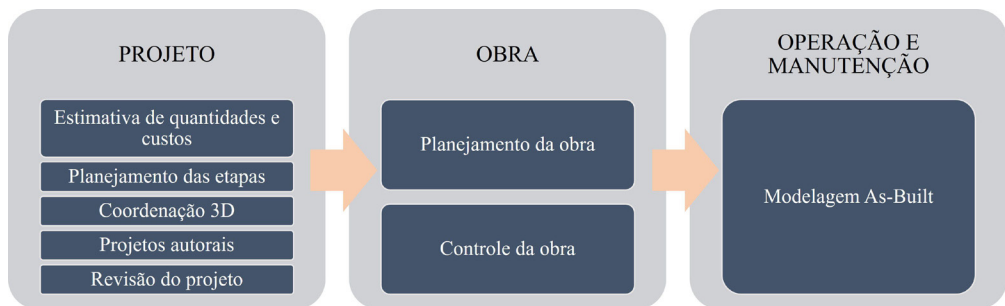 PROJETO
Estimativa de quantidades e
custos
Planejamento das etapas
Coordenação 3D
Projetos autorais
Revisão do projeto
OBRA
Planejamento da obra
Controle da obra
OPERAÇÃO E
MANUTENÇÃO
Modelagem As-Built